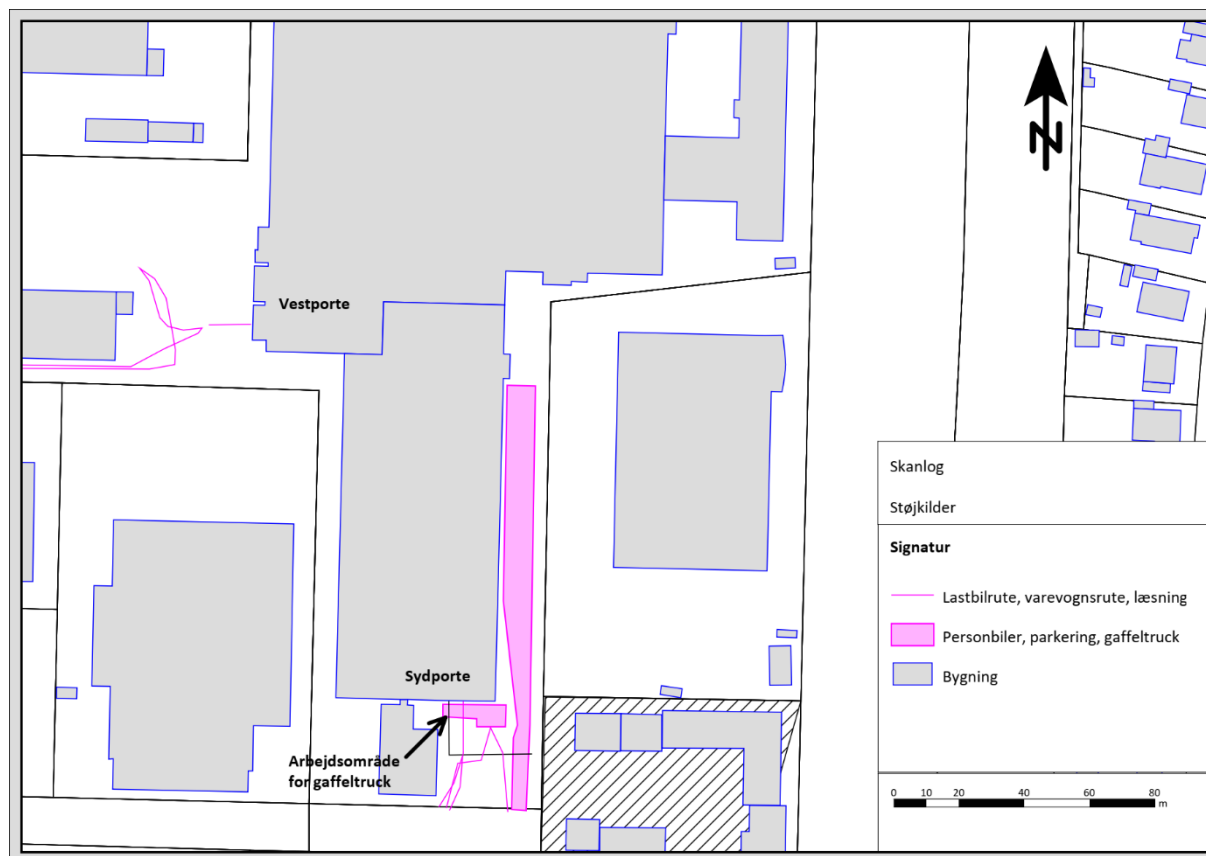 Vestporte
Sydporte
Arbejdsområde
for gaffeltruck
N
Skanlog
Støjkilder
Signatur
Lastbilrute, varevognsrute, læsning
Personbiler, parkering, gaffeltruck
Bygning
0 10 20 40 60 80
m